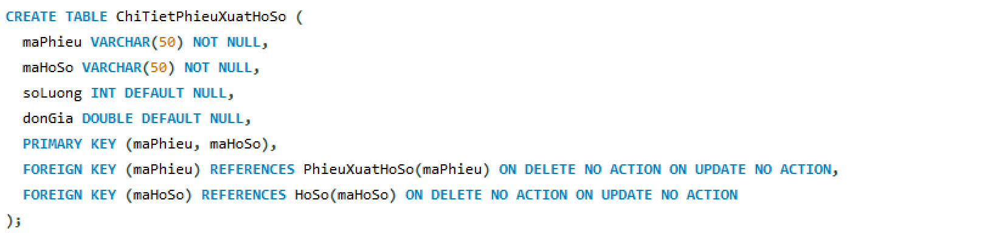 CREATE TABLE ChiTietPhieuXuatHoSo (
maPhieu VARCHAR(50) NOT NULL,
maHoSo VARCHAR(50) NOT NULL,
soLuong INT DEFAULT NULL,
donGia DOUBLE DEFAULT NULL,
PRIMARY KEY (maPhieu, maHoSo),
FOREIGN KEY (maPhieu) REFERENCES PhieuXuatHoSo(maPhieu) ON DELETE NO ACTION ON UPDATE NO ACTION,
FOREIGN KEY (maHoSo) REFERENCES HoSo(maHoSo) ON DELETE NO ACTION ON UPDATE NO ACTION
);